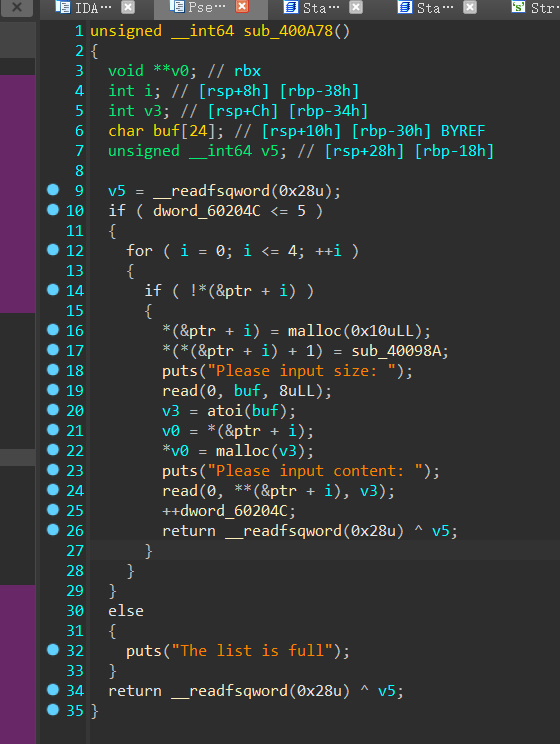 IDA··· Pse··· Sta··· Sta··· Str
1 unsigned __int64 sub_400A78()
2 {
3 void **v0; // rbx
4 int i; // [rsp+8h] [rbp-38h]
5 int v3; // [rsp+Ch] [rbp-34h]
6 char buf[24]; // [rsp+10h] [rbp-30h] BYREF
7 unsigned __int64 v5; // [rsp+28h] [rbp-18h]
8
9 v5 = __readfsqword(0x28u);
10 if ( dword_60204C <= 5 )
11 {
12 for ( i = 0; i <= 4; ++i )
13 {
14 if ( !*(&ptr + i) )
15 {
16 *(&ptr + i) = malloc(0x10uLL);
17 *(*(&ptr + i) + 1) = sub_40098A;
18 puts("Please input size: ");
19 read(0, buf, 8uLL);
20 v3 = atoi(buf);
21 v0 = *(&ptr + i);
22 *v0 = malloc(v3);
23 puts("Please input content: ");
24 read(0, **(&ptr + i), v3);
25 ++dword_60204C;
26 return __readfsqword(0x28u) ^ v5;
27 }
28 }
29 }
30 else
31 {
32 puts("The list is full");
33 }
34 return __readfsqword(0x28u) ^ v5;
35 }